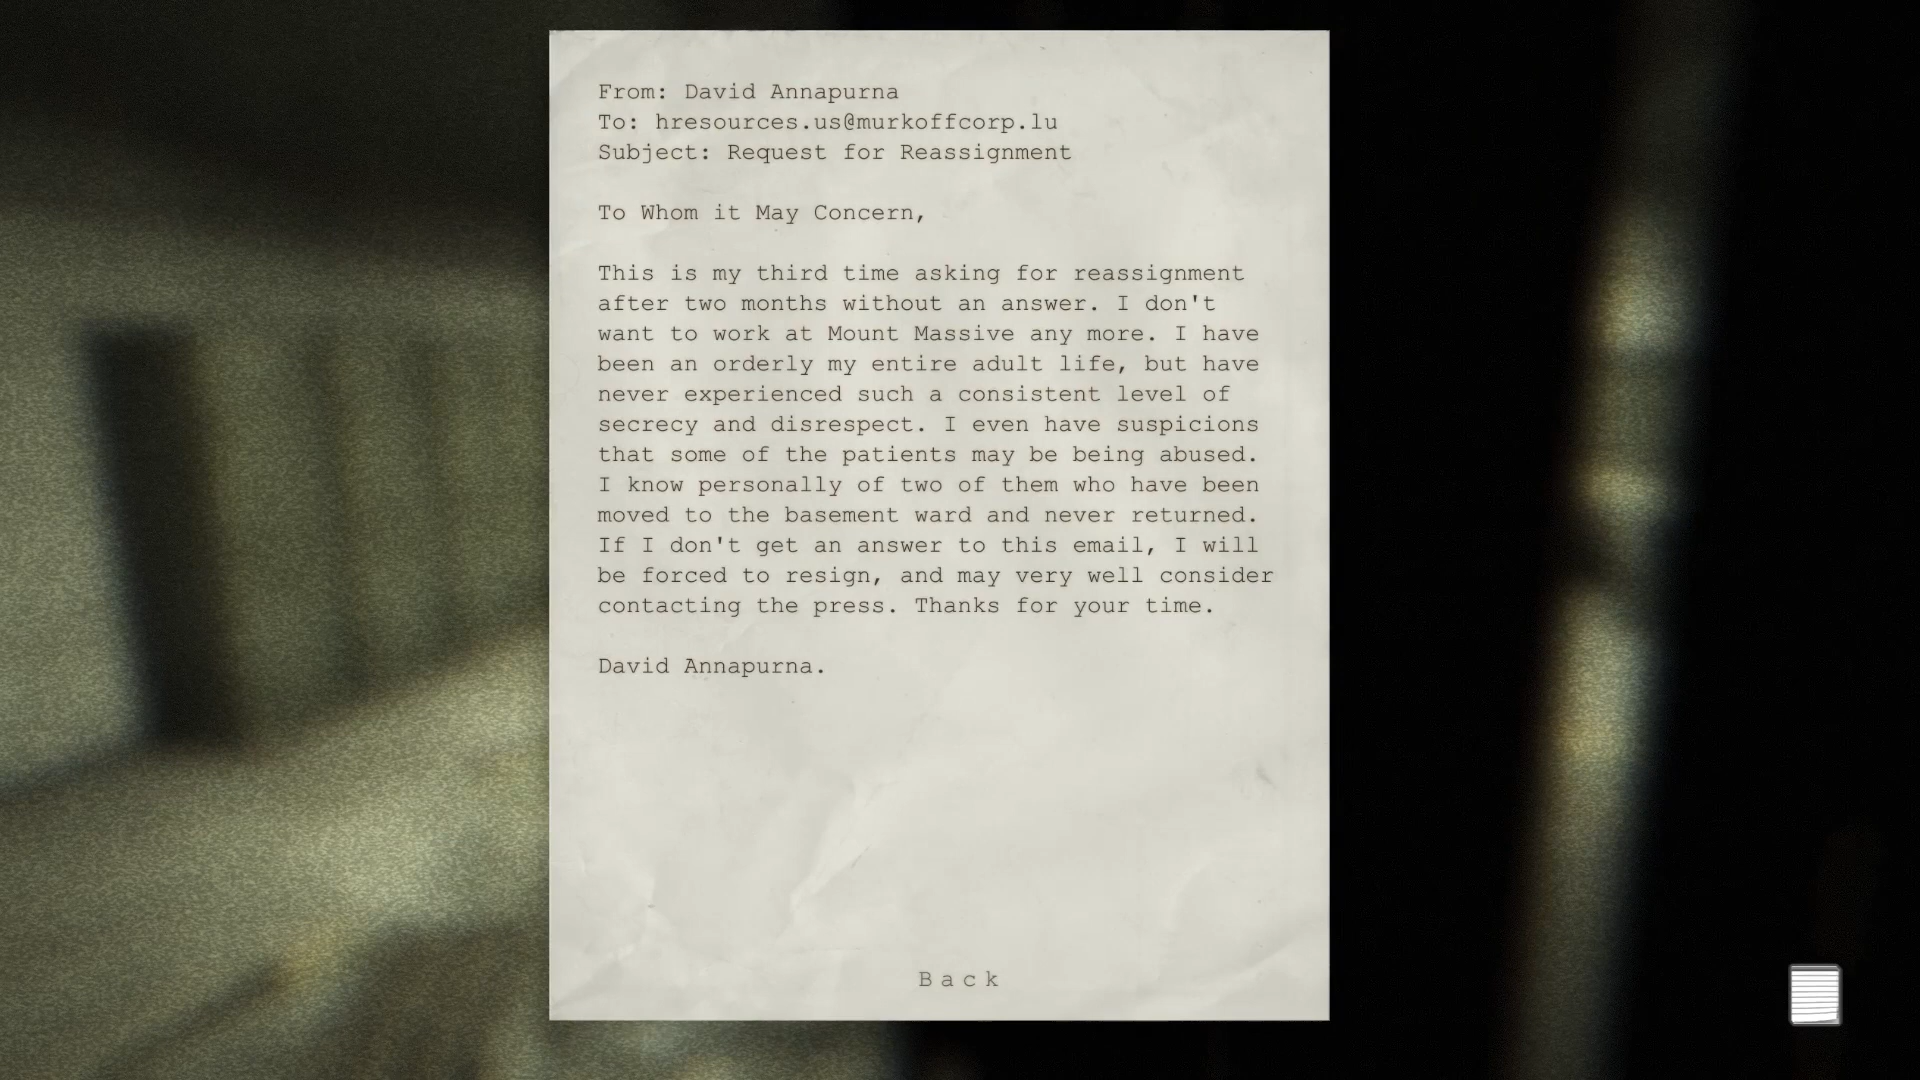 From: David Annapurna
To: hresources.us@murkoffcorp.lu
Subject: Request for Reassignment
To Whom it May Concern,
This is my third time asking for reassignment
after two months without an answer. I don't
want to work at Mount Massive any more. I have
been an orderly my entire adult life, but have
never experienced such a consistent level of
secrecy and disrespect. I even have suspicions
that some of the patients may be being abused.
I know personally of two of them who have been
moved to the basement ward and never returned.
If I don't get an answer to this email, I will
be forced to resign, and may very well consider
contacting the press. Thanks for your time.
David Annapurna.
Back